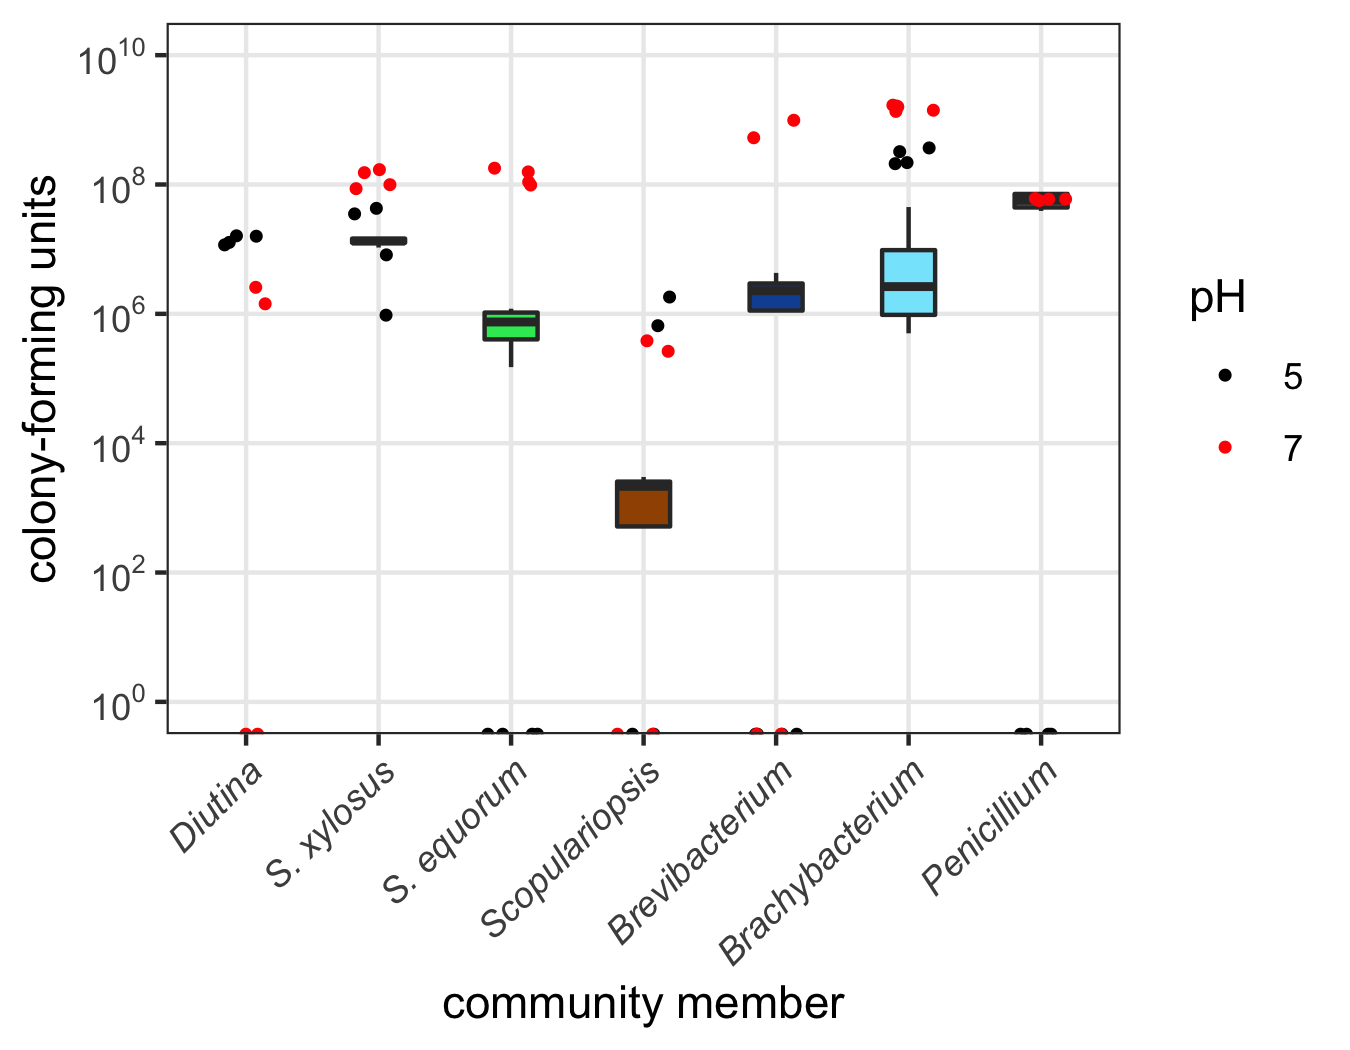 10¹⁰
10⁸
10⁶
10⁴
10²
10⁰
colony-forming units
Diutina
S. xylosus
S. equorum
Scopulariopsis
Brevibacterium
Brachybacterium
Penicillium
community member
pH
5
7